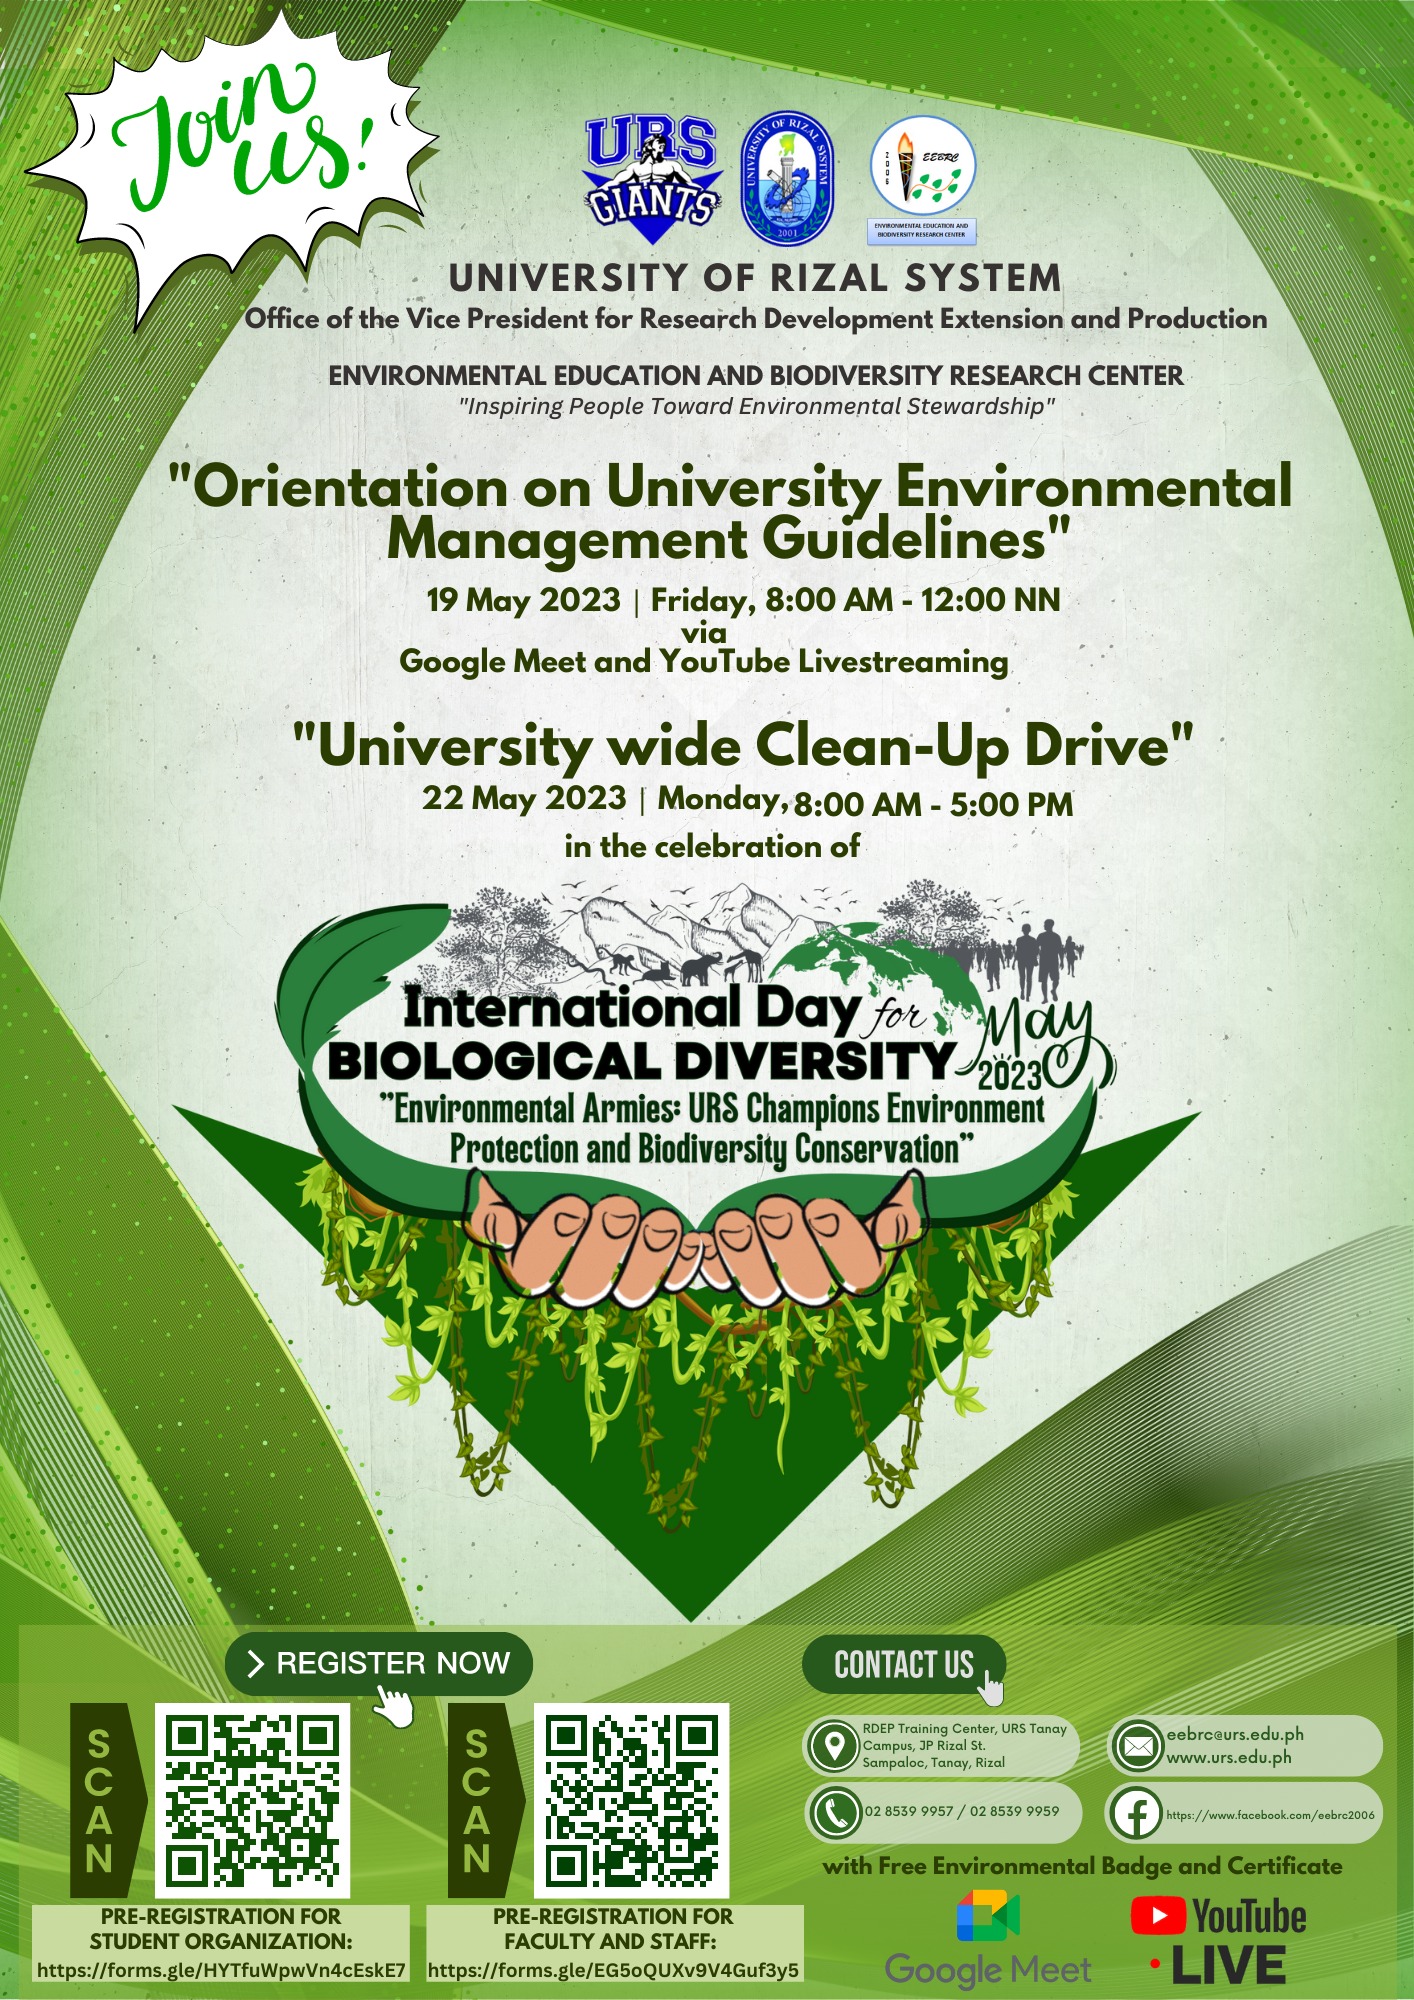 Join
us!
URS
GIANTS
UNIVERSITY OF RIZAL SYSTEM
2001
2006
EEBRC
ENVIRONMENTAL EDUCATION AND
BIODIVERSITY RESEARCH CENTER
UNIVERSITY OF RIZAL SYSTEM
Office of the Vice President for Research Development Extension and Production
ENVIRONMENTAL EDUCATION AND BIODIVERSITY RESEARCH CENTER
"Inspiring People Toward Environmental Stewardship"
"Orientation on University Environmental
Management Guidelines"
19 May 2023 | Friday, 8:00 AM - 12:00 NN
via
Google Meet and YouTube Livestreaming
"University wide Clean-Up Drive"
22 May 2023 | Monday, 8:00 AM - 5:00 PM
in the celebration of
International Day for
BIOLOGICAL DIVERSITY
May
2023
"Environmental Armies: URS Champions Environment
Protection and Biodiversity Conservation"
> REGISTER NOW
SCAN
SCAN
PRE-REGISTRATION FOR
STUDENT ORGANIZATION:
https://forms.gle/HYTfuWpwVn4cEskE7
PRE-REGISTRATION FOR
FACULTY AND STAFF:
https://forms.gle/EG5oQUXv9V4Guf3y5
CONTACT US
RDEP Training Center, URS Tanay
Campus, JP Rizal St.
Sampaloc, Tanay, Rizal
eebrc@urs.edu.ph
www.urs.edu.ph
02 8539 9957 / 02 8539 9959
https://www.facebook.com/eebrc2006
with Free Environmental Badge and Certificate
Google Meet
YouTube
LIVE